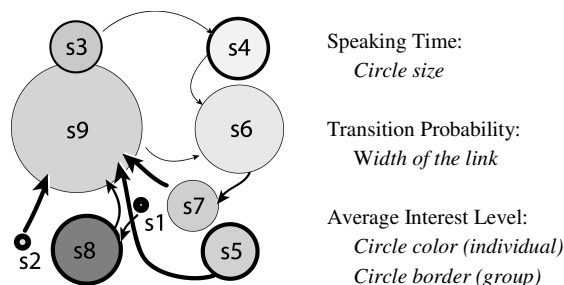 s3
s4
s9
s6
s7
s1
s2
s8
s5
Speaking Time:
Circle size
Transition Probability:
Width of the link
Average Interest Level:
Circle color (individual)
Circle border (group)